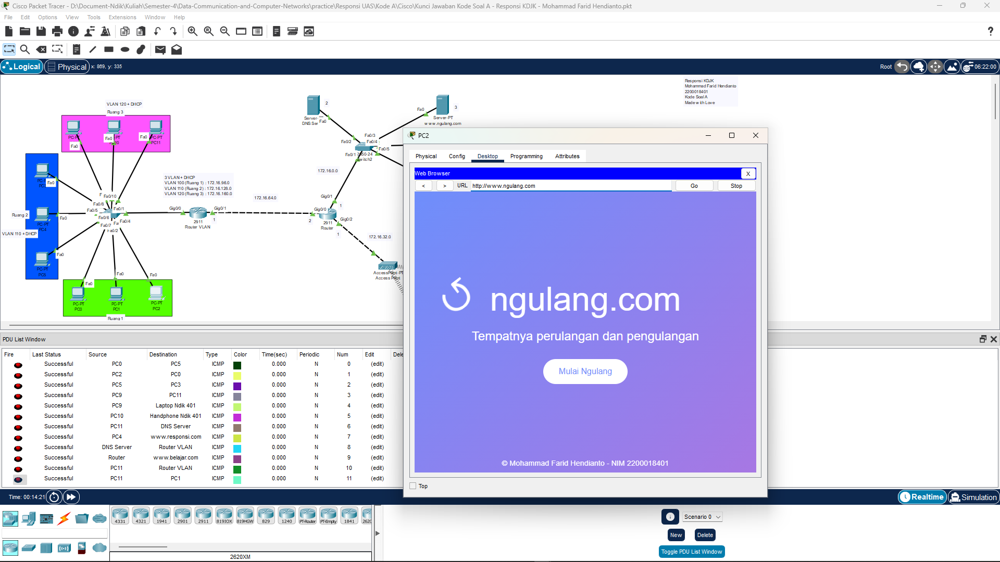 Cisco Packet Tracer - D:\Document-Ndik\Kuliah\Semester-4\Data-Communication-and-Computer-Networks\practice\Responsi UAS\Kode A\Cisco\Kunci Jawaban Kode Soal A - Responsi KDJK - Mohammad Farid Hendianto.pkt
File Edit Options View Tools Extensions Window Help
?
Logical Physical x: 869, y: 335
Root 06:22:00
Responsi KDJK
Mohammad Farid Hendianto
2200018401
Kode Soal A
Made with Love
VLAN 120 + DHCP
Ruang 3
PC-PT
Fa0
Fa0
10
Fa0
PC-PT
PC11
Fa0
Ruang 2
Fa0
PC-PT
PC4
VLAN 110 + DHCP
Fa0
PC-PT
PC5
Fa0/10
Fa0/8
Fa0/5
Fa0/1
Fa0/6
Fa0/4
Fa0/7
Fa0/2
3 VLAN + DHCP
VLAN 100 (Ruang 1) : 172.16.96.0
VLAN 110 (Ruang 2) : 172.16.128.0
VLAN 120 (Ruang 3) : 172.16.160.0
Gig0/0
Gig0/1
1
2911
Router VLAN
172.16.64.0
Fa0
Fa0
Fa0
PC-PT
PC0
PC-PT
PC1
PC-PT
PC2
Ruang 1
2
Server-
DNS Ser
Fa0
Fa0
3
Server-PT
www.ngulang.com
Fa0/3
Fa0/2
Fa0/4
Fa0/5
Fa0/1
2950-24
Switch2
172.16.0.0
Gig0/1
1
Gig0/0
2
Gig0/2
1
2911
Router
172.16.32.0
AccessPoint-PT
Access Point
PC2
Physical Config Desktop Programming Attributes
Web Browser X
< > URL http://www.ngulang.com Go Stop
ngulang.com
Tempatnya perulangan dan pengulangan
Mulai Ngulang
© Mohammad Farid Hendianto - NIM 2200018401
Top
PDU List Window
Fire Last Status Source Destination Type Color Time(sec) Periodic Num Edit Dele
Successful PC0 PC5 ICMP 0.000 N 0 (edit)
Successful PC2 PC0 ICMP 0.000 N 1 (edit)
Successful PC5 PC3 ICMP 0.000 N 2 (edit)
Successful PC9 PC11 ICMP 0.000 N 3 (edit)
Successful PC9 Laptop Ndik 401 ICMP 0.000 N 4 (edit)
Successful PC10 Handphone Ndik 401 ICMP 0.000 N 5 (edit)
Successful PC11 DNS Server ICMP 0.000 N 6 (edit)
Successful PC4 www.responsi.com ICMP 0.000 N 7 (edit)
Successful DNS Server Router VLAN ICMP 0.000 N 8 (edit)
Successful Router www.belajar.com ICMP 0.000 N 9 (edit)
Successful PC11 Router VLAN ICMP 0.000 N 10 (edit)
Successful PC11 PC1 ICMP 0.000 N 11 (edit)
Time: 00:14:21
Realtime Simulation
4331 4321 1941 2901 2911 819IOX 819HGW 829 1240 PT-Router PT-Empty 1841 2620
2620XM
Scenario 0
New Delete
Toggle PDU List Window